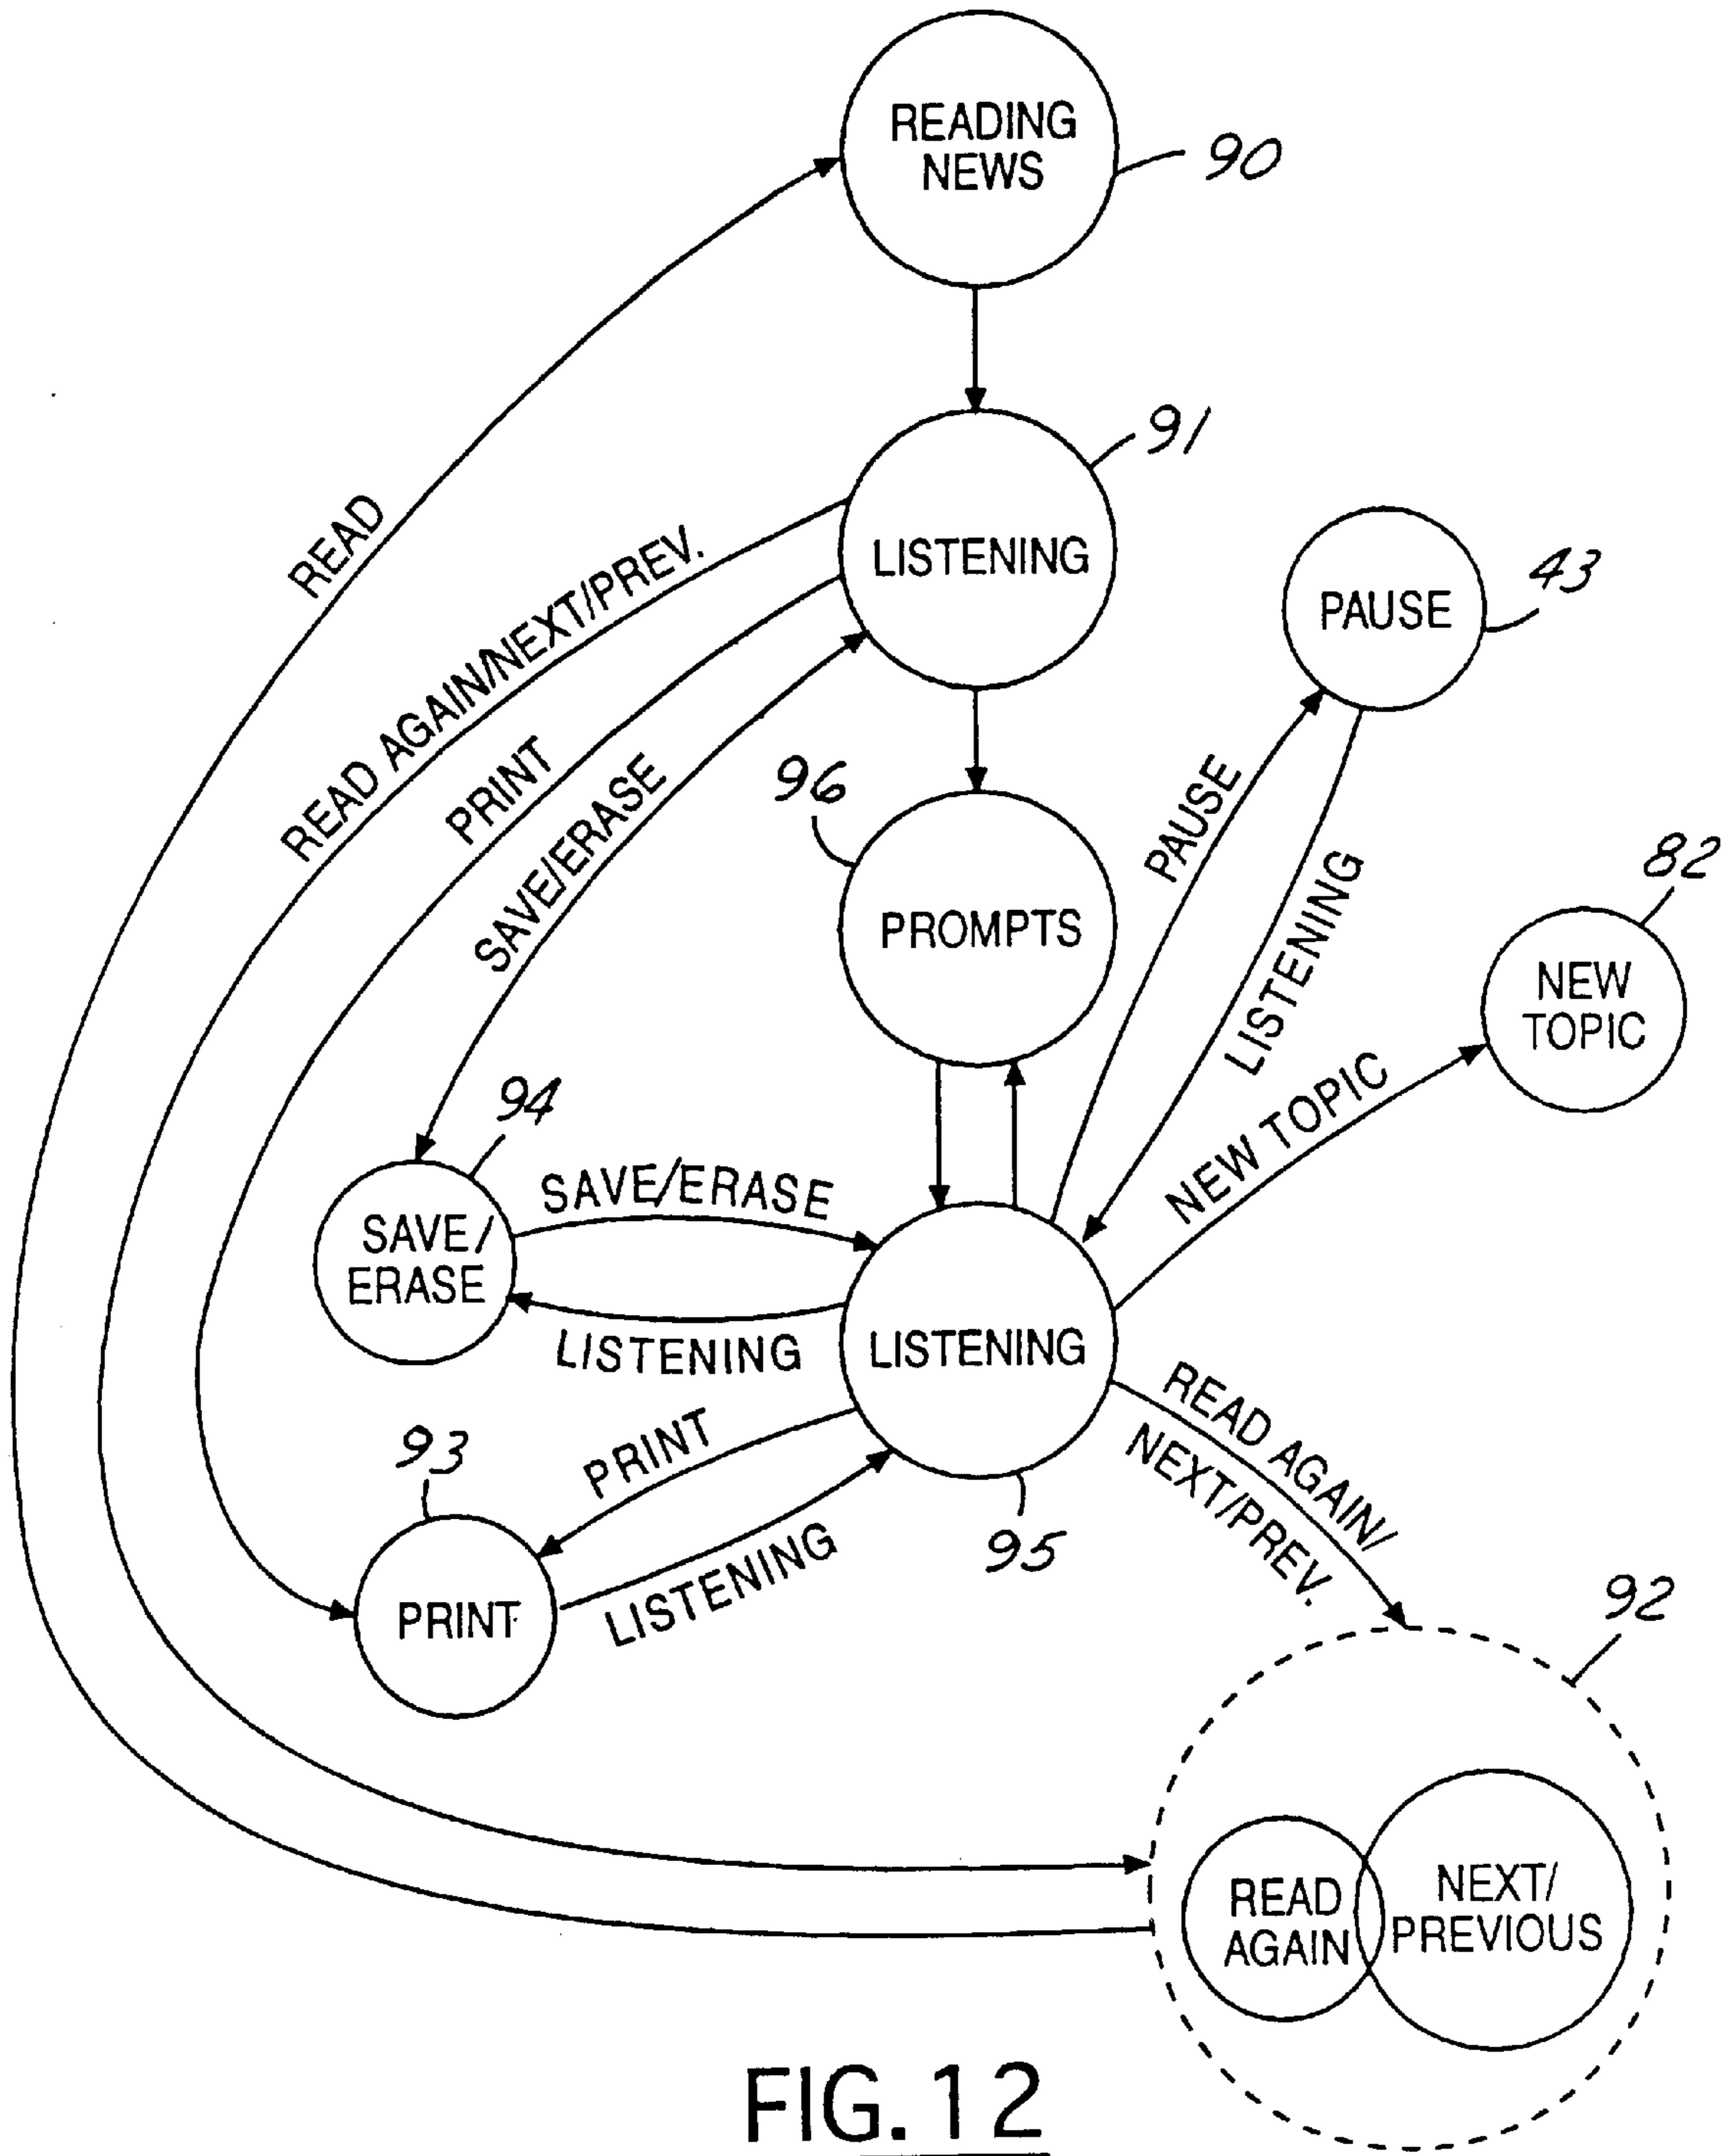 READING
NEWS
90
91
LISTENING
READ
READ AGAIN/NEXT/PREV.
PRINT
SAVE/ERASE
PAUSE
43
96
PROMPTS
PAUSE
LISTENING
82
NEW
TOPIC
NEW TOPIC
94
SAVE/
ERASE
SAVE/ERASE
LISTENING
LISTENING
95
93
PRINT
PRINT
LISTENING
READ AGAIN/
NEXT/PREV.
92
READ
AGAIN
NEXT/
PREVIOUS
FIG. 12